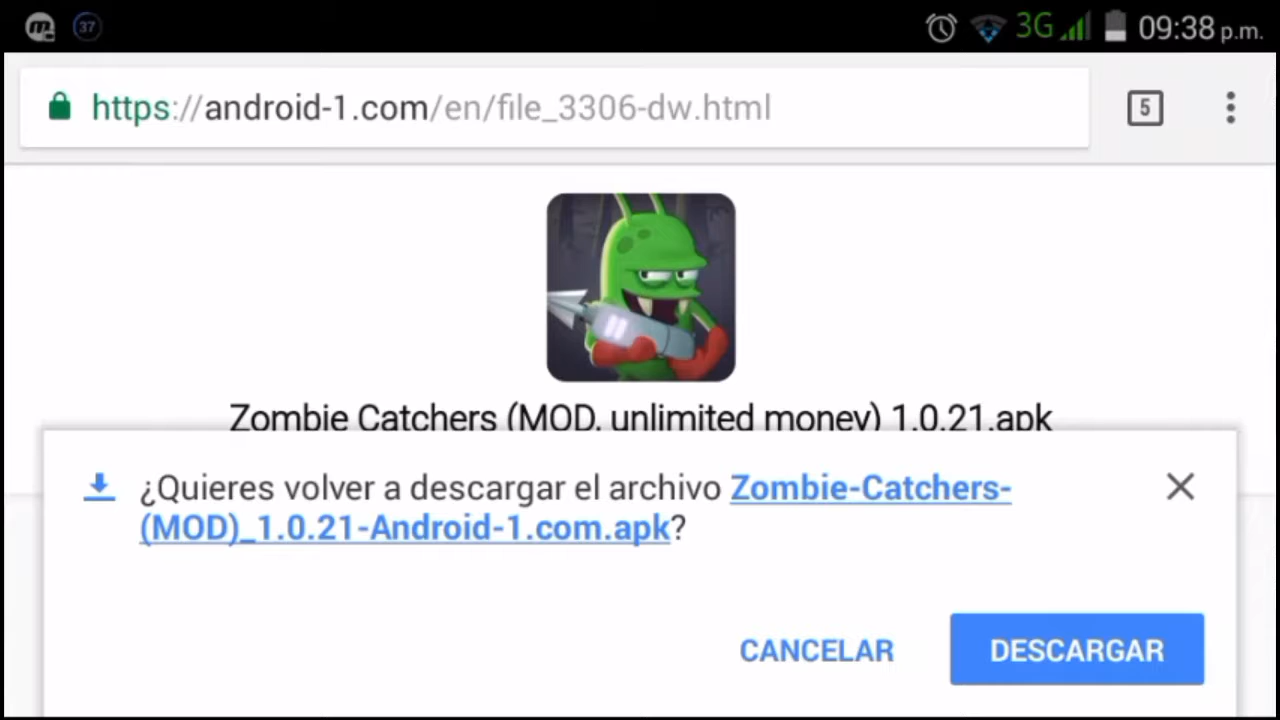 37
3G
09:38 p.m.
https://android-1.com/en/file_3306-dw.html
5
Zombie Catchers (MOD, unlimited money) 1.0.21.apk
¿Quieres volver a descargar el archivo Zombie-Catchers-
(MOD)_1.0.21-Android-1.com.apk?
CANCELAR
DESCARGAR